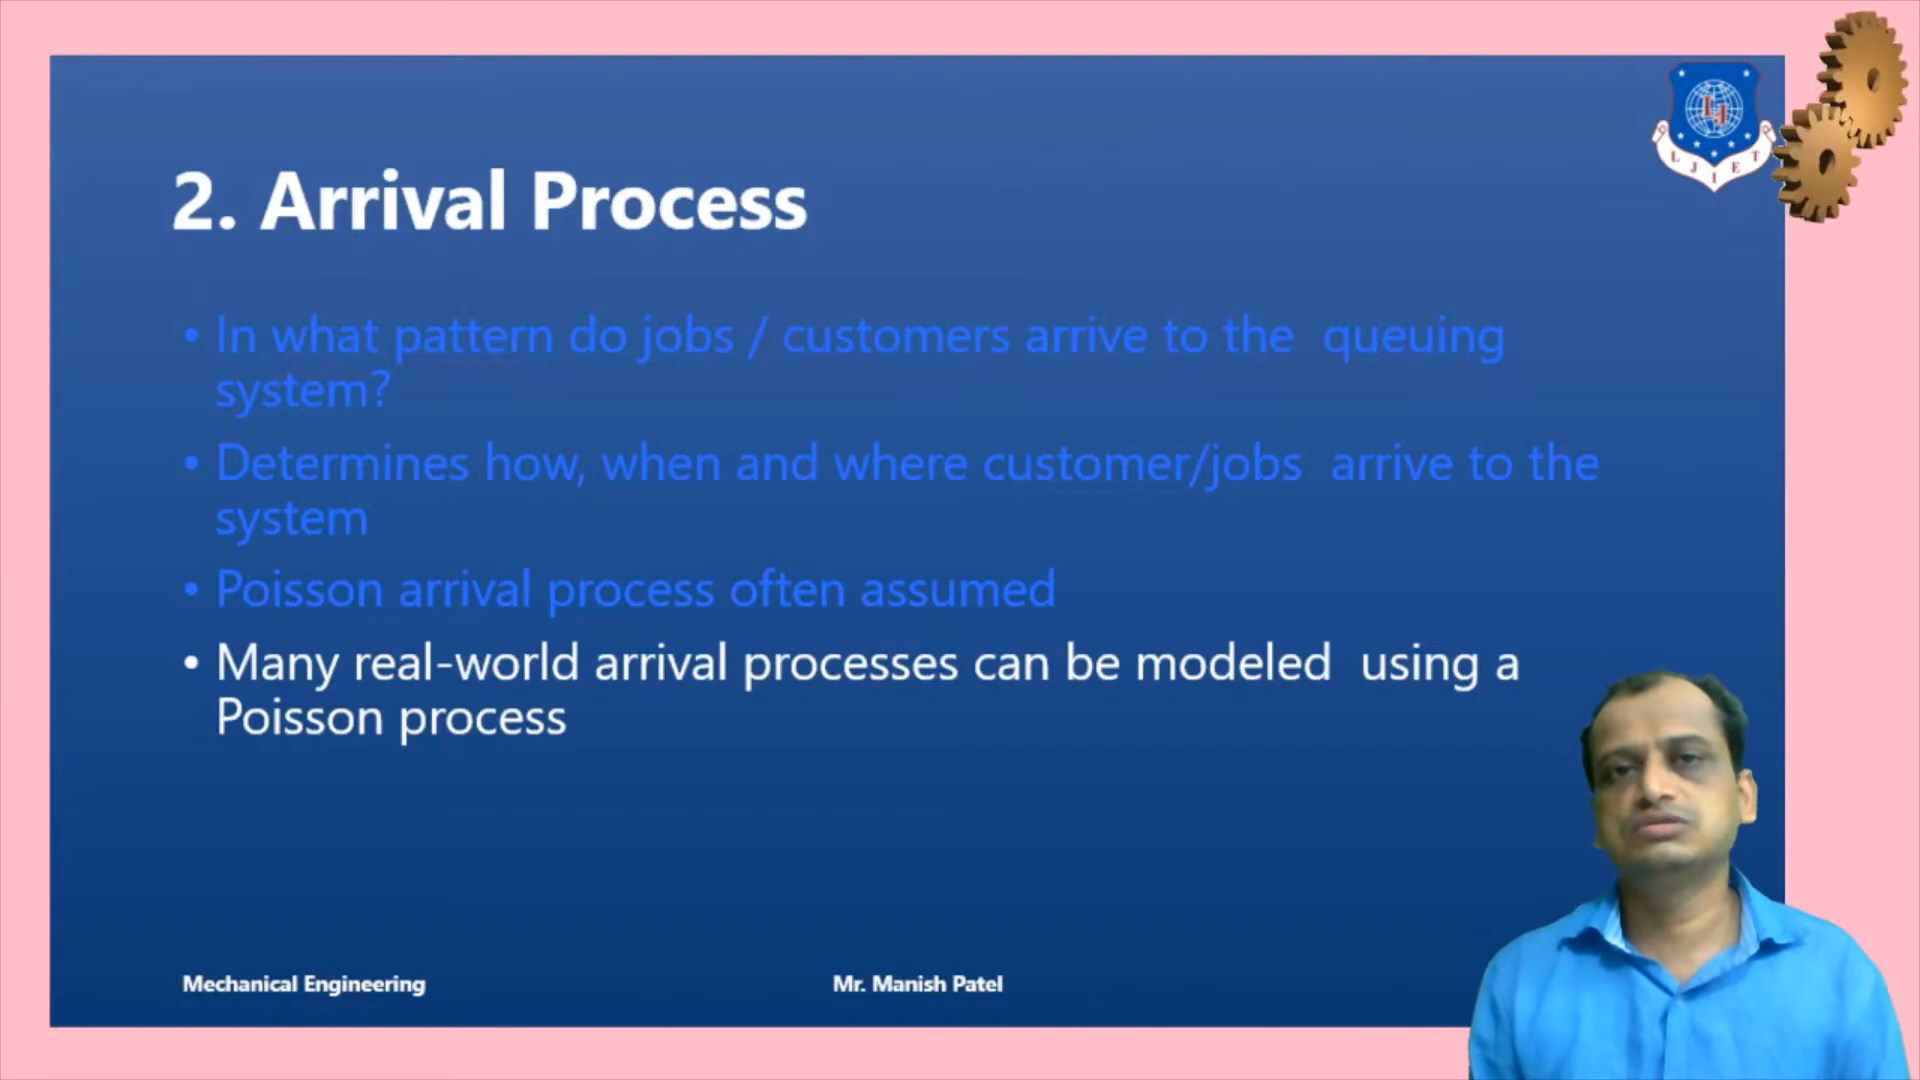 2. Arrival Process
• In what pattern do jobs / customers arrive to the queuing
system?
• Determines how, when and where customer/jobs arrive to the
system
• Poisson arrival process often assumed
• Many real-world arrival processes can be modeled using a
Poisson process
Mechanical Engineering
Mr. Manish Patel
LJ
LJIET